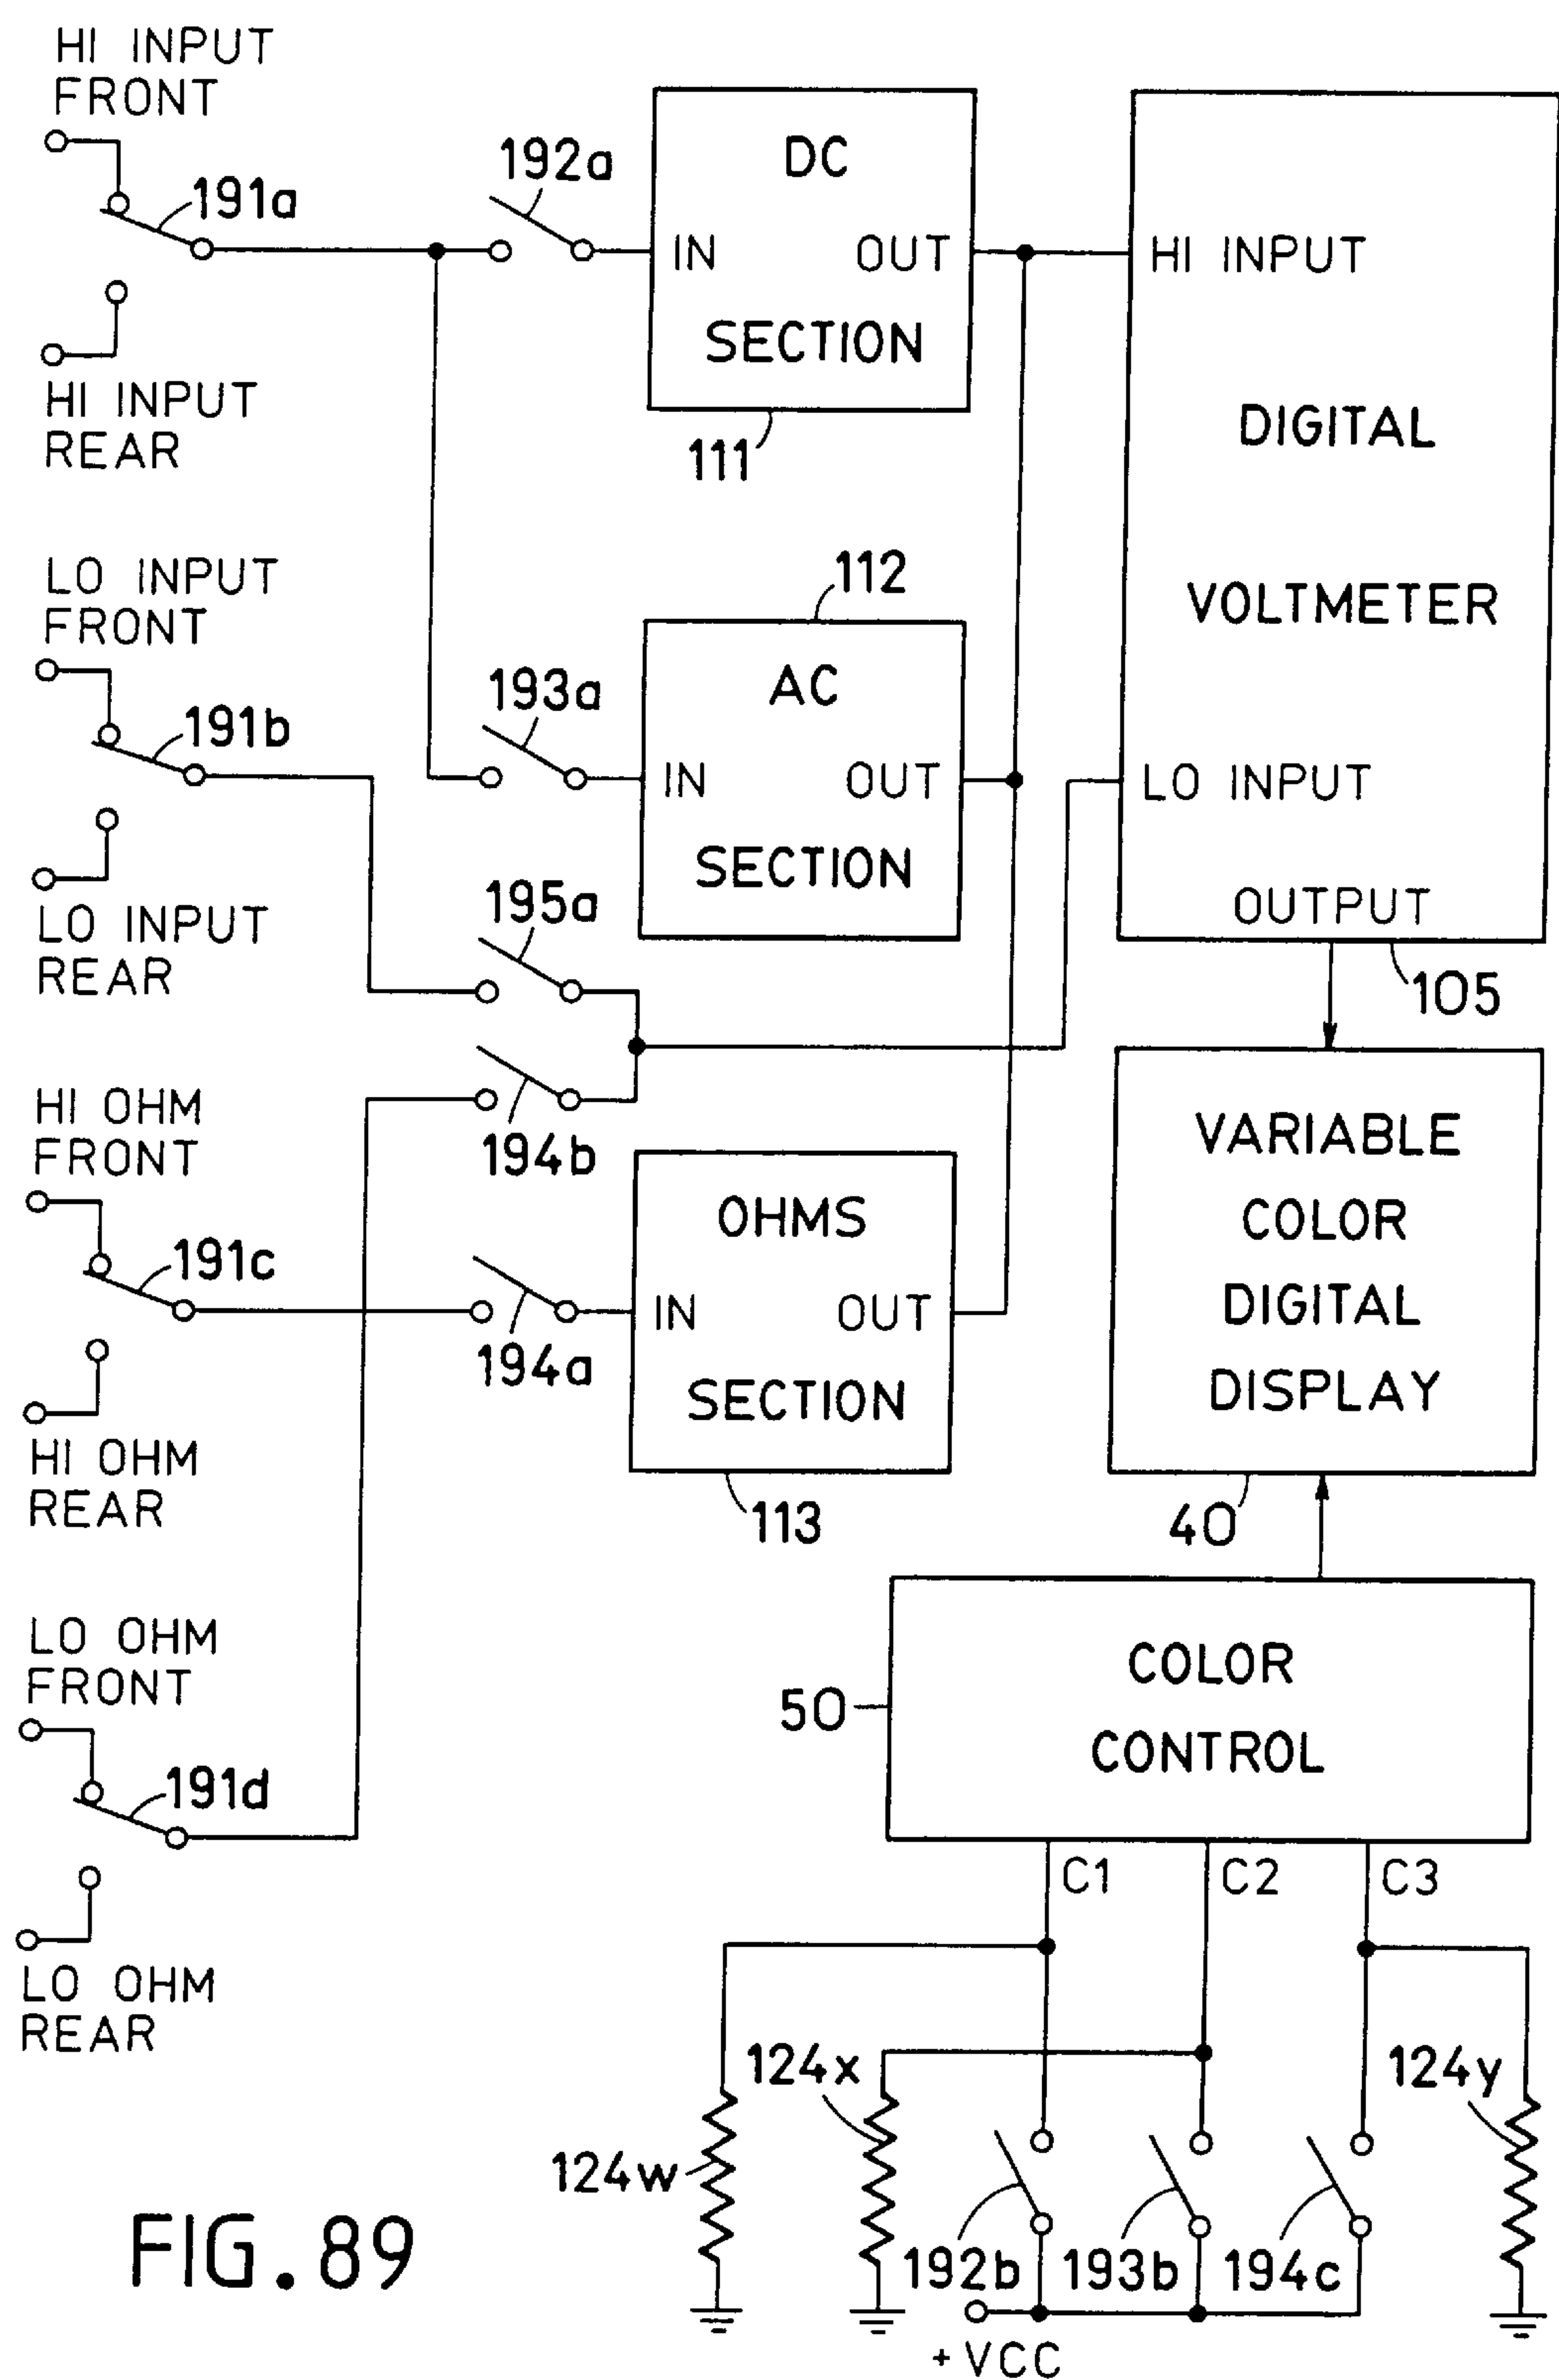 HI INPUT
FRONT
191a
HI INPUT
REAR
192a
DC
IN OUT
SECTION
111
HI INPUT
DIGITAL
VOLTMETER
LO INPUT
OUTPUT
105
LO INPUT
FRONT
191b
LO INPUT
REAR
112
193a
AC
IN OUT
SECTION
195a
194b
HI OHM
FRONT
191c
HI OHM
REAR
194a
OHMS
IN OUT
SECTION
113
VARIABLE
COLOR
DIGITAL
DISPLAY
40
LO OHM
FRONT
191d
LO OHM
REAR
50
COLOR
CONTROL
C1 C2 C3
124w
124x
124y
192b 193b 194c
+VCC
FIG. 89